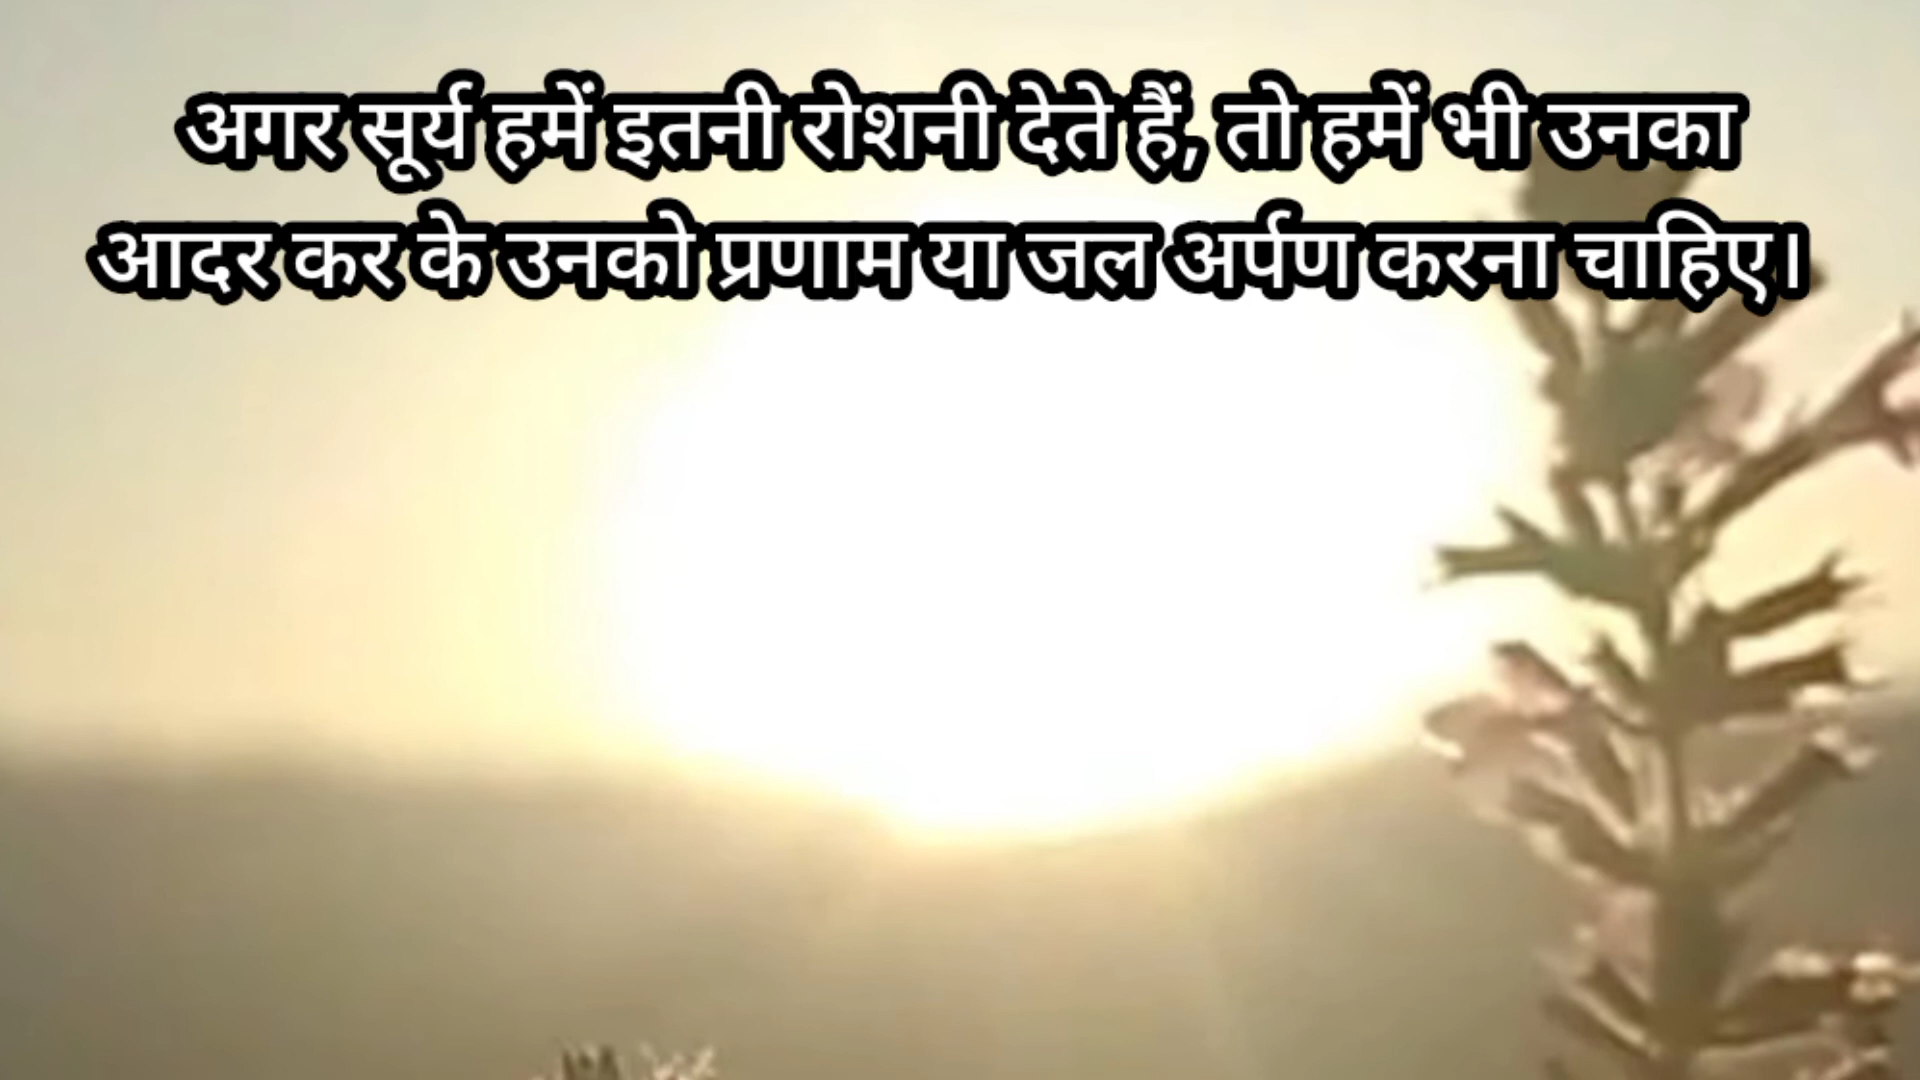 अगर सूर्य हमें इतनी रोशनी देते हैं, तो हमें भी उनका
आदर कर के उनको प्रणाम या जल अर्पण करना चाहिए।